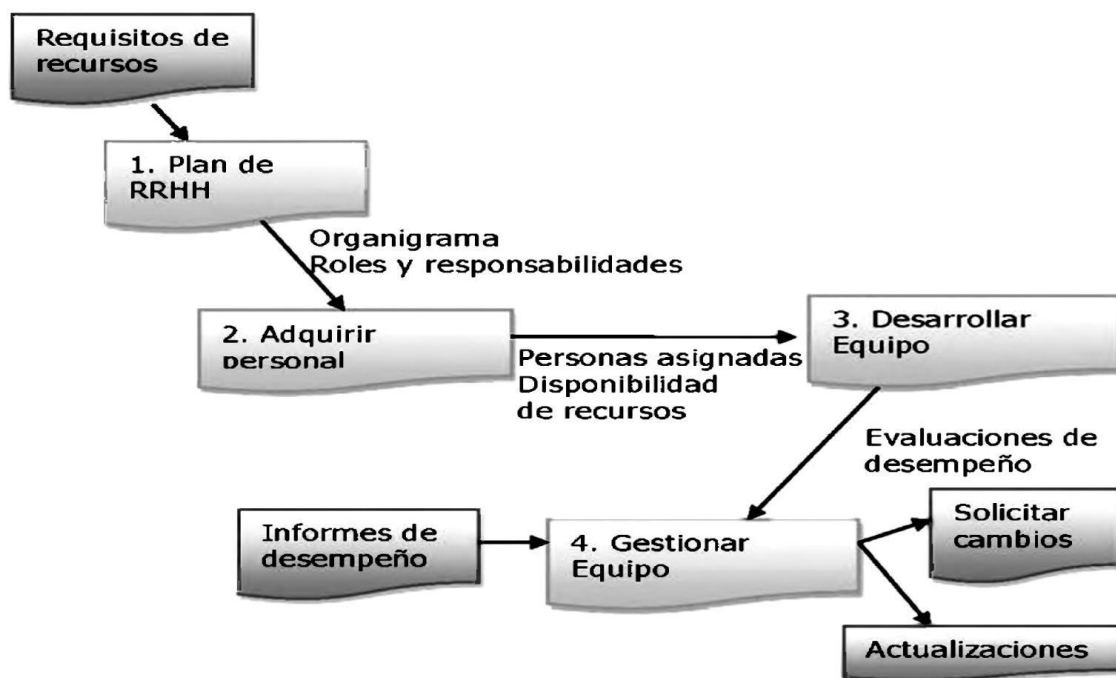 Requisitos de
recursos
1. Plan de
RRHH
Organigrama
Roles y responsabilidades
2. Adquirir
personal
Personas asignadas
Disponibilidad
de recursos
3. Desarrollar
Equipo
Evaluaciones de
desempeño
Informes de
desempeño
4. Gestionar
Equipo
Solicitar
cambios
Actualizaciones